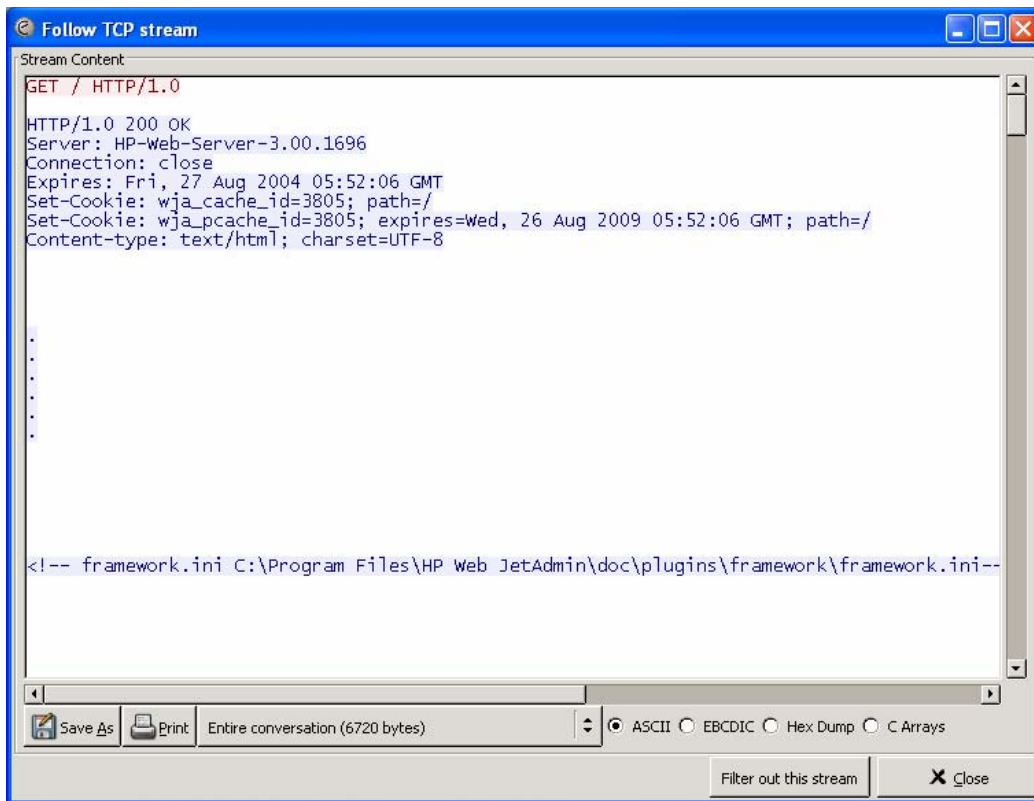 Follow TCP stream
Stream Content
GET / HTTP/1.0
HTTP/1.0 200 OK
Server: HP-Web-Server-3.00.1696
Connection: close
Expires: Fri, 27 Aug 2004 05:52:06 GMT
Set-Cookie: wja_cache_id=3805; path=/
Set-Cookie: wja_pcache_id=3805; expires=Wed, 26 Aug 2009 05:52:06 GMT; path=/
Content-type: text/html; charset=UTF-8
.
.
.
.
.
.
<!-- framework.ini C:\Program Files\HP Web JetAdmin\doc\plugins\framework\framework.ini--
Save As Print Entire conversation (6720 bytes) ASCII EBCDIC Hex Dump C Arrays
Filter out this stream Close